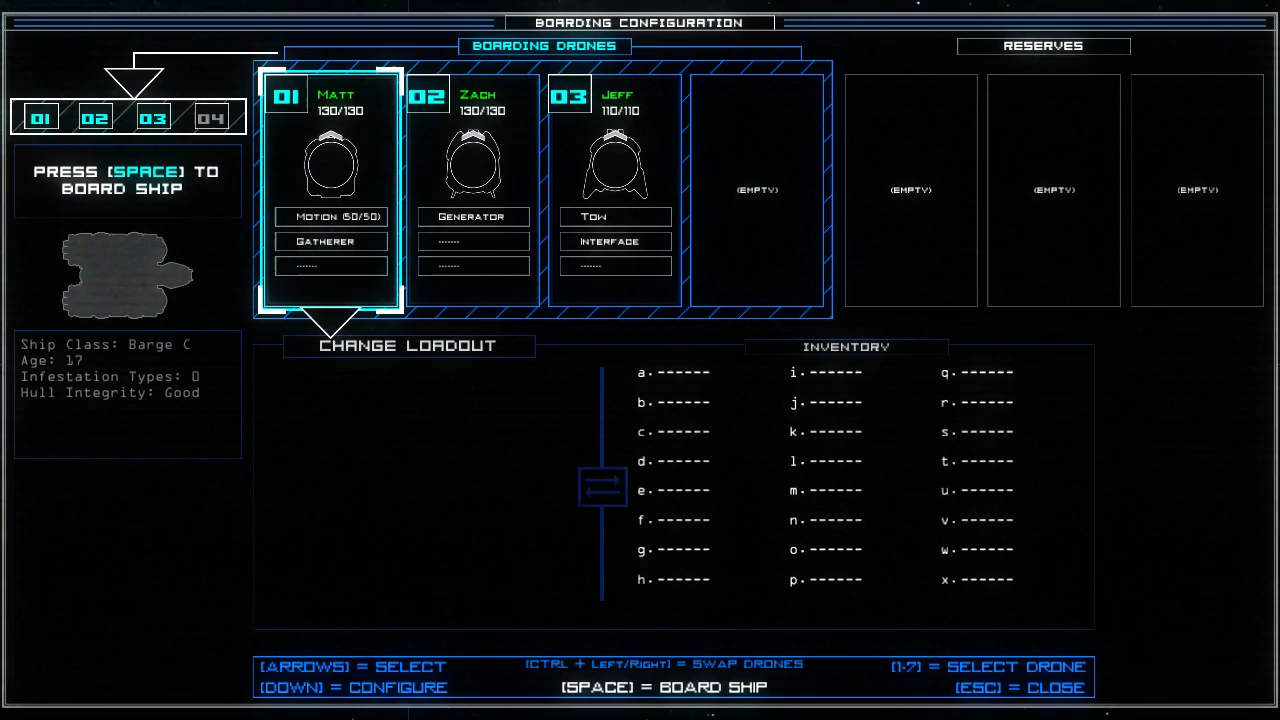 BOARDING CONFIGURATION
BOARDING DRONES
RESERVES
01 02 03 04
PRESS [SPACE] TO
BOARD SHIP
Ship Class: Barge C
Age: 17
Infestation Types: 0
Hull Integrity: Good
01 Matt
130/130
Motion (50/50)
Gatherer
------
02 Zach
130/130
Generator
------
------
03 Jeff
110/110
Tow
Interface
------
(EMPTY)
(EMPTY)
(EMPTY)
(EMPTY)
CHANGE LOADOUT
INVENTORY
a.------ i.------ q.------
b.------ j.------ r.------
c.------ k.------ s.------
d.------ l.------ t.------
e.------ m.------ u.------
f.------ n.------ v.------
g.------ o.------ w.------
h.------ p.------ x.------
[ARROWS] = SELECT [CTRL + Left/Right] = SWAP DRONES [1-7] = SELECT DRONE
[DOWN] = CONFIGURE [SPACE] = BOARD SHIP [ESC] = CLOSE